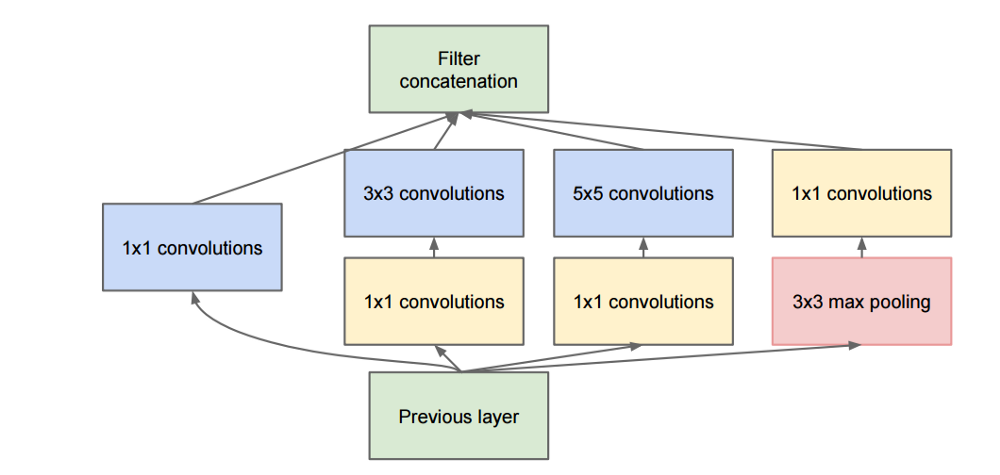 Filter
concatenation
3x3 convolutions
5x5 convolutions
1x1 convolutions
1x1 convolutions
1x1 convolutions
1x1 convolutions
3x3 max pooling
Previous layer